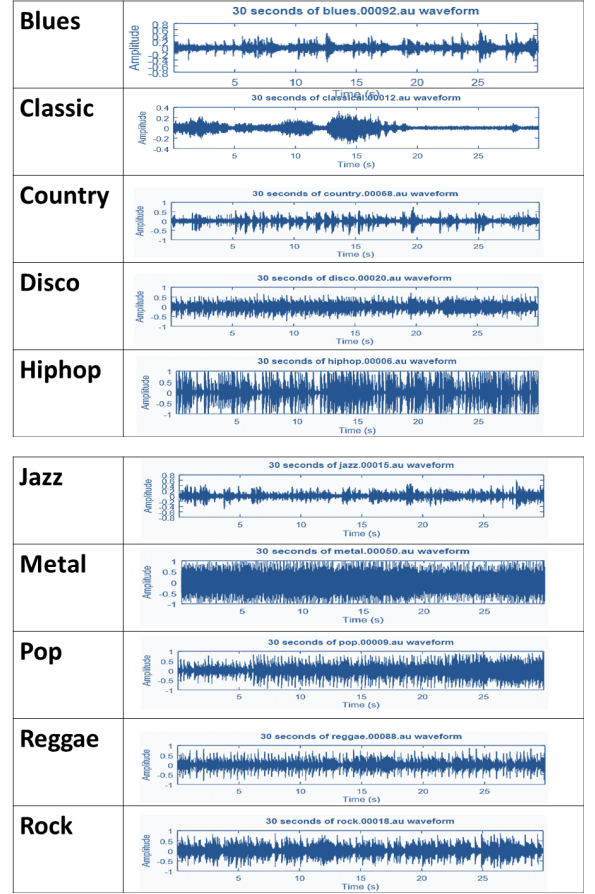 Blues
30 seconds of blues.00092.au waveform
Amplitude
0.8
0.6
0.4
0.2
0
-0.2
-0.4
-0.6
-0.8
5 10 15 20 25
Time (s)
Classic
30 seconds of classical.00012.au waveform
Amplitude
0.4
0.2
0
-0.2
-0.4
5 10 15 20 25
Time (s)
Country
30 seconds of country.00068.au waveform
Amplitude
1
0.5
0
-0.5
-1
5 10 15 20 25
Time (s)
Disco
30 seconds of disco.00020.au waveform
Amplitude
1
0.5
0
-0.5
-1
5 10 15 20 25
Time (s)
Hiphop
30 seconds of hiphop.00006.au waveform
Amplitude
1
0.5
0
-0.5
-1
5 10 15 20 25
Time (s)
Jazz
30 seconds of jazz.00015.au waveform
Amplitude
0.8
0.6
0.4
0.2
0
-0.2
-0.4
-0.6
-0.8
5 10 15 20 25
Time (s)
Metal
30 seconds of metal.00050.au waveform
Amplitude
1
0.5
0
-0.5
-1
5 10 15 20 25
Time (s)
Pop
30 seconds of pop.00009.au waveform
Amplitude
1
0.5
0
-0.5
-1
5 10 15 20 25
Time (s)
Reggae
30 seconds of reggae.00088.au waveform
Amplitude
1
0.5
0
-0.5
-1
5 10 15 20 25
Time (s)
Rock
30 seconds of rock.00018.au waveform
Amplitude
1
0.5
0
-0.5
-1
5 10 15 20 25
Time (s)